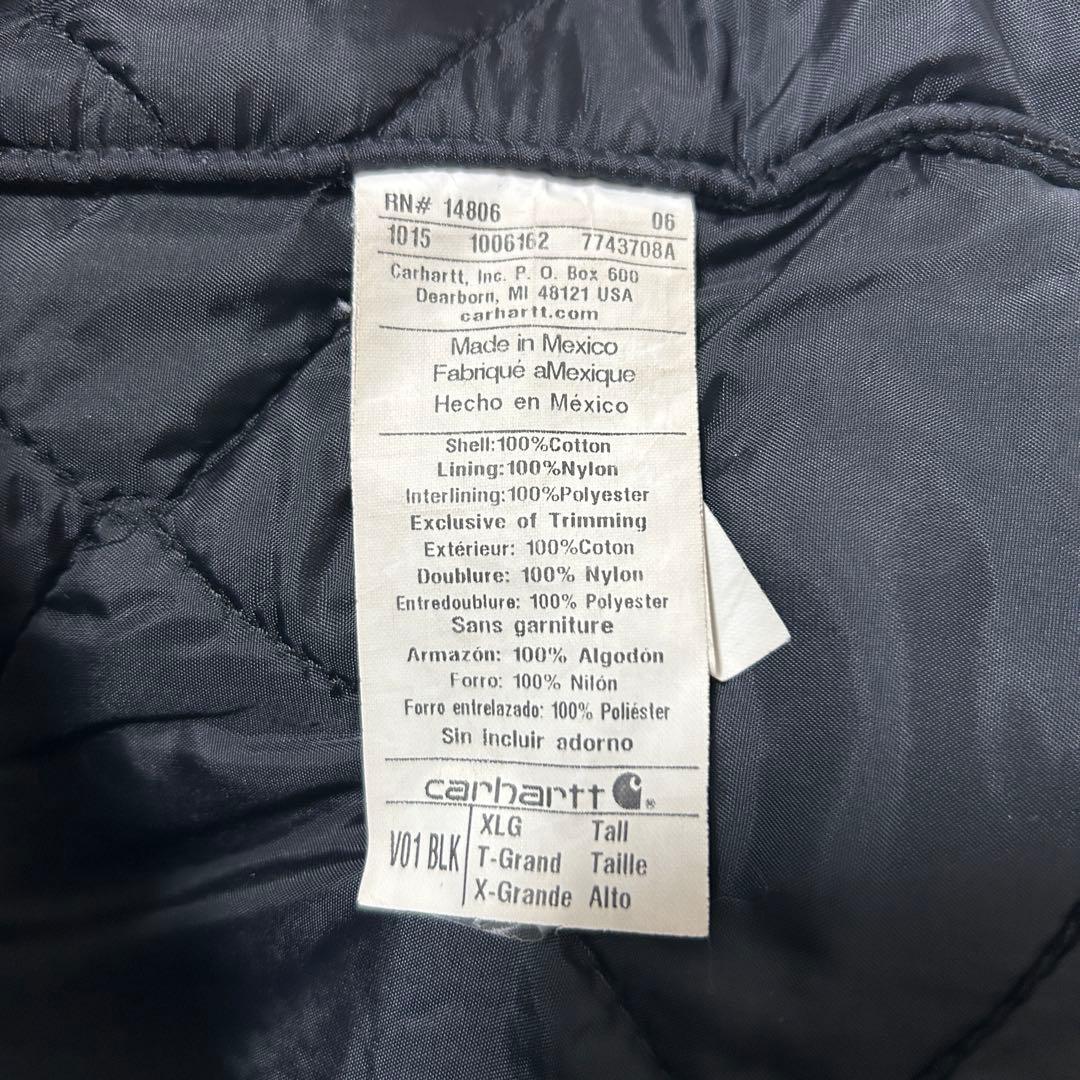 RN# 14806 06
1015 1006162 7743708A
Carhartt, Inc. P. O. Box 600
Dearborn, MI 48121 USA
carhartt.com
Made in Mexico
Fabriqué aMexique
Hecho en México
Shell:100%Cotton
Lining:100%Nylon
Interlining:100%Polyester
Exclusive of Trimming
Extérieur: 100%Coton
Doublure: 100% Nylon
Entredoublure: 100% Polyester
Sans garniture
Armazón: 100% Algodón
Forro: 100% Nilón
Forro entrelazado: 100% Poliéster
Sin incluir adorno
carhartt ®
V01 BLK
XLG Tall
T-Grand Taille
X-Grande Alto